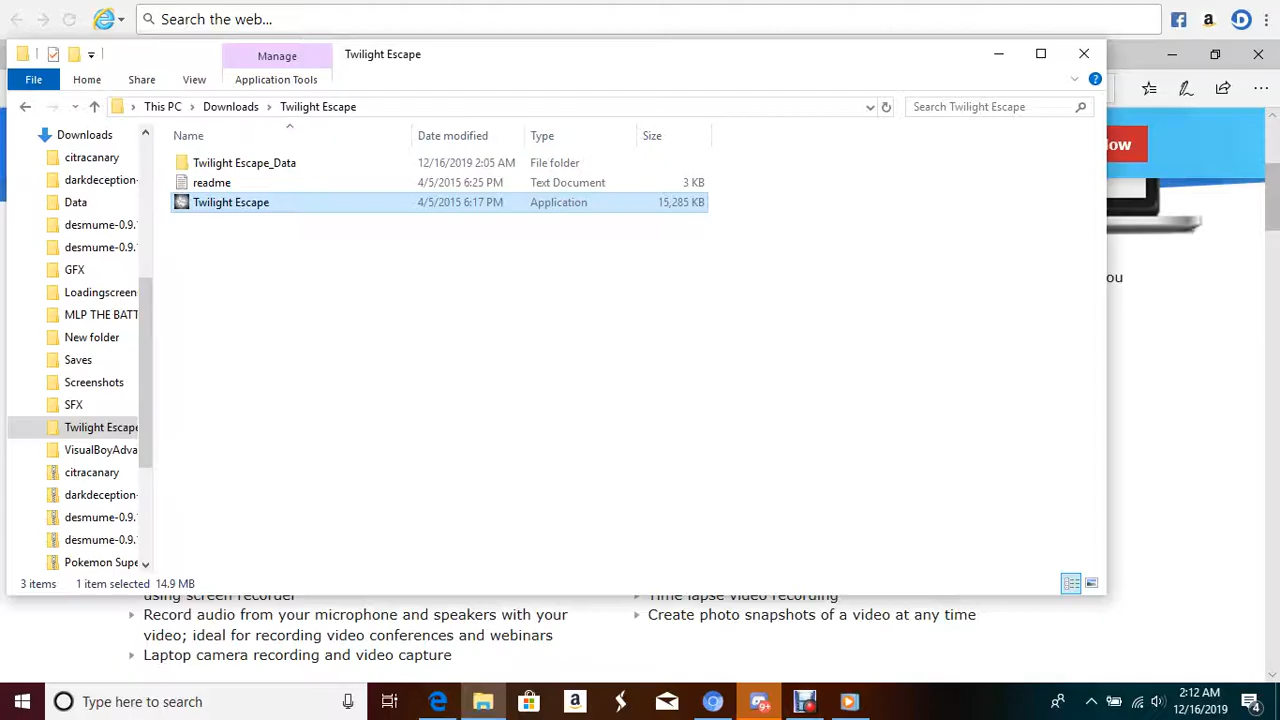 Search the web...
Manage
Twilight Escape
File
Home
Share
View
Application Tools
This PC
Downloads
Twilight Escape
Search Twilight Escape
Name
Date modified
Type
Size
Twilight Escape_Data
12/16/2019 2:05 AM
File folder
readme
4/5/2015 6:25 PM
Text Document
3 KB
Twilight Escape
4/5/2015 6:17 PM
Application
15,285 KB
Downloads
citracanary
darkdeception-
Data
desmume-0.9.
desmume-0.9.
GFX
Loadingscreen
MLP THE BATT
New folder
Saves
Screenshots
SFX
Twilight Escape
VisualBoyAdva
citracanary
darkdeception-
desmume-0.9.
desmume-0.9.
Pokemon Supe
3 items
1 item selected 14.9 MB
ow
ou
using screen recorder
Record audio from your microphone and speakers with your
video; ideal for recording video conferences and webinars
Laptop camera recording and video capture
Time lapse video recording
Create photo snapshots of a video at any time
Type here to search
2:12 AM
12/16/2019
4